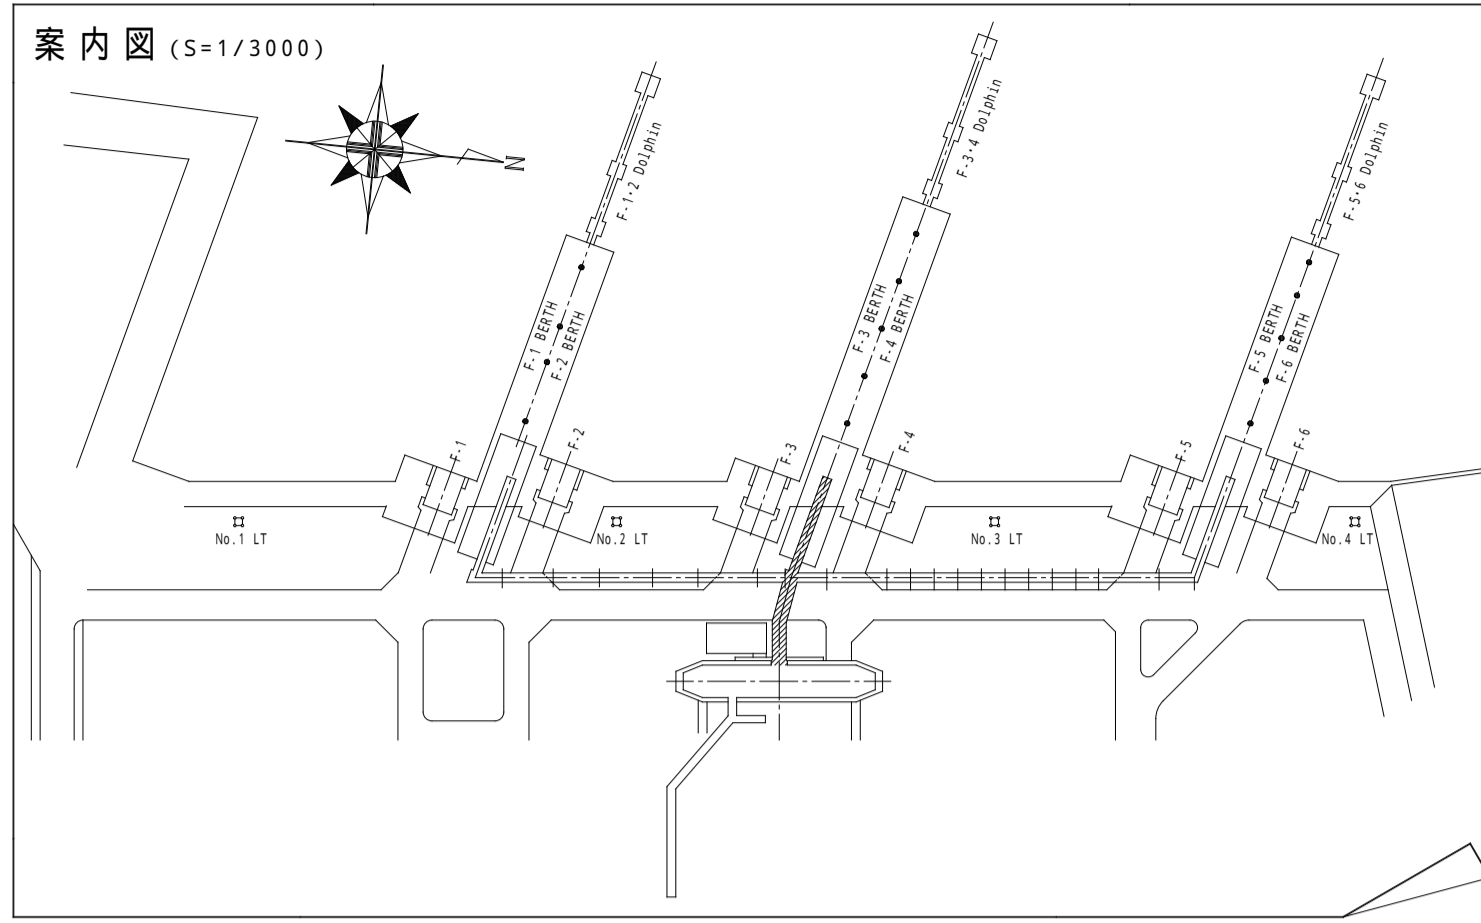 案内図 (S=1/3000)
N
F-1・2 Dolphin
F-3・4 Dolphin
F-5・6 Dolphin
F-1 BERTH
F-2 BERTH
F-3 BERTH
F-4 BERTH
F-5 BERTH
F-6 BERTH
F-1
F-2
F-3
F-4
F-5
F-6
No.1 LT
No.2 LT
No.3 LT
No.4 LT